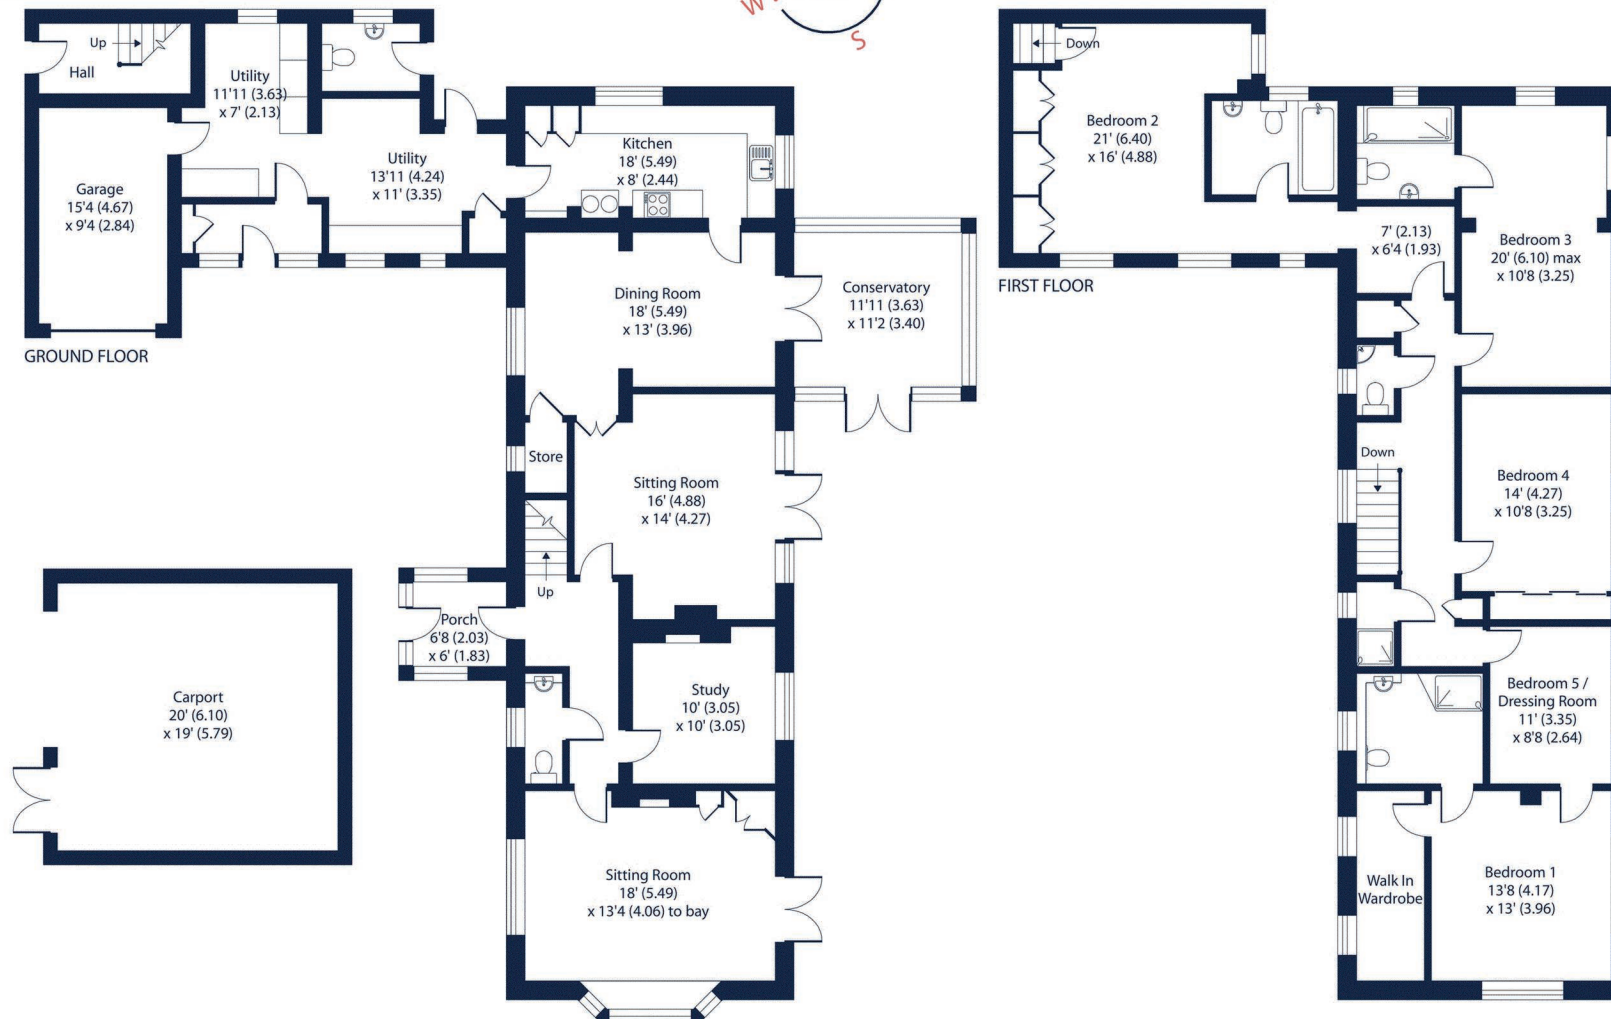 W
S
Up
Hall
Utility
11'11 (3.63)
x 7' (2.13)
Garage
15'4 (4.67)
x 9'4 (2.84)
Utility
13'11 (4.24)
x 11' (3.35)
Kitchen
18' (5.49)
x 8' (2.44)
GROUND FLOOR
Dining Room
18' (5.49)
x 13' (3.96)
Conservatory
11'11 (3.63)
x 11'2 (3.40)
Store
Sitting Room
16' (4.88)
x 14' (4.27)
Up
Porch
6'8 (2.03)
x 6' (1.83)
Study
10' (3.05)
x 10' (3.05)
Carport
20' (6.10)
x 19' (5.79)
Sitting Room
18' (5.49)
x 13'4 (4.06) to bay
Down
Bedroom 2
21' (6.40)
x 16' (4.88)
FIRST FLOOR
7' (2.13)
x 6'4 (1.93)
Bedroom 3
20' (6.10) max
x 10'8 (3.25)
Down
Bedroom 4
14' (4.27)
x 10'8 (3.25)
Bedroom 5 /
Dressing Room
11' (3.35)
x 8'8 (2.64)
Walk In
Wardrobe
Bedroom 1
13'8 (4.17)
x 13' (3.96)